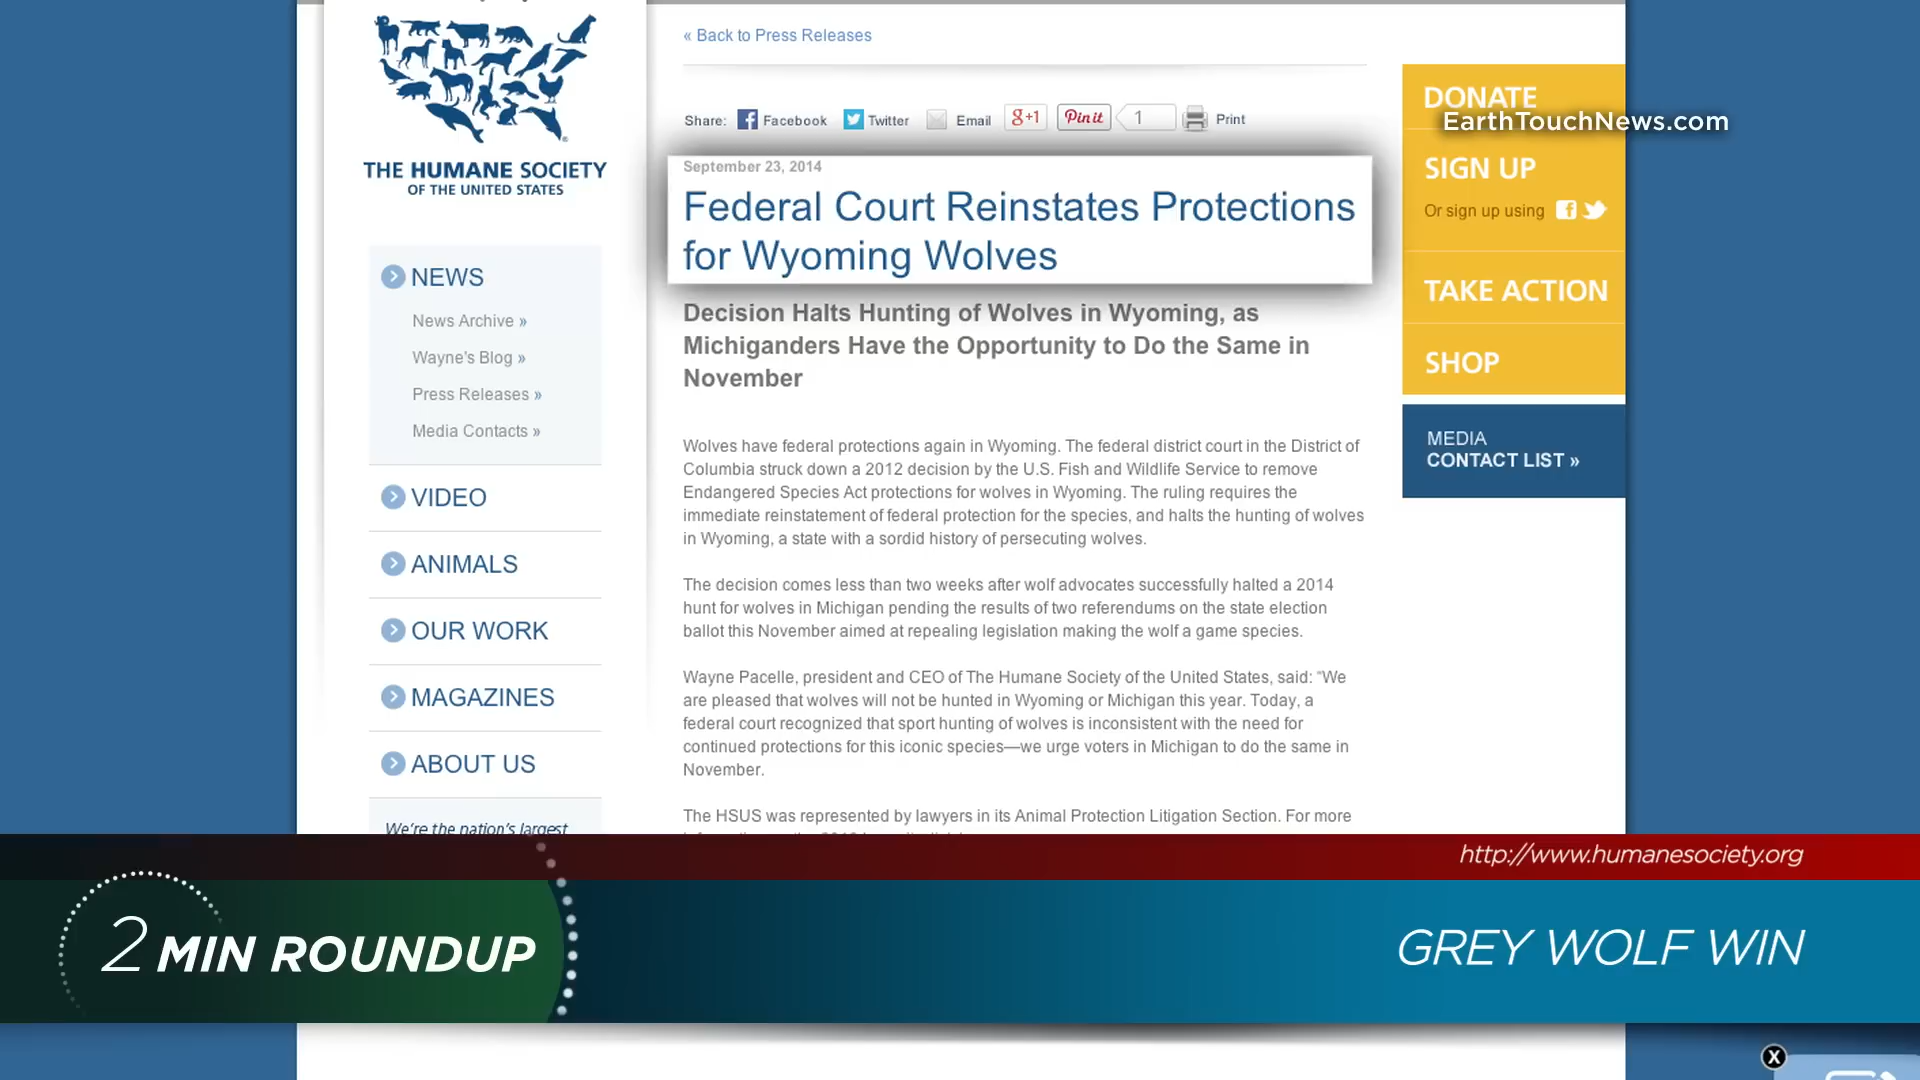 « Back to Press Releases
Share: Facebook Twitter Email g+1 Pin it 1 Print
THE HUMANE SOCIETY
OF THE UNITED STATES
NEWS
News Archive »
Wayne's Blog »
Press Releases »
Media Contacts »
VIDEO
ANIMALS
OUR WORK
MAGAZINES
ABOUT US
We're the nation's largest
September 23, 2014
Federal Court Reinstates Protections
for Wyoming Wolves
Decision Halts Hunting of Wolves in Wyoming, as
Michiganders Have the Opportunity to Do the Same in
November
Wolves have federal protections again in Wyoming. The federal district court in the District of
Columbia struck down a 2012 decision by the U.S. Fish and Wildlife Service to remove
Endangered Species Act protections for wolves in Wyoming. The ruling requires the
immediate reinstatement of federal protection for the species, and halts the hunting of wolves
in Wyoming, a state with a sordid history of persecuting wolves.
The decision comes less than two weeks after wolf advocates successfully halted a 2014
hunt for wolves in Michigan pending the results of two referendums on the state election
ballot this November aimed at repealing legislation making the wolf a game species.
Wayne Pacelle, president and CEO of The Humane Society of the United States, said: “We
are pleased that wolves will not be hunted in Wyoming or Michigan this year. Today, a
federal court recognized that sport hunting of wolves is inconsistent with the need for
continued protections for this iconic species—we urge voters in Michigan to do the same in
November.
The HSUS was represented by lawyers in its Animal Protection Litigation Section. For more
DONATE
EarthTouchNews.com
SIGN UP
Or sign up using
TAKE ACTION
SHOP
MEDIA
CONTACT LIST »
http://www.humanesociety.org
2 MIN ROUNDUP
GREY WOLF WIN
X